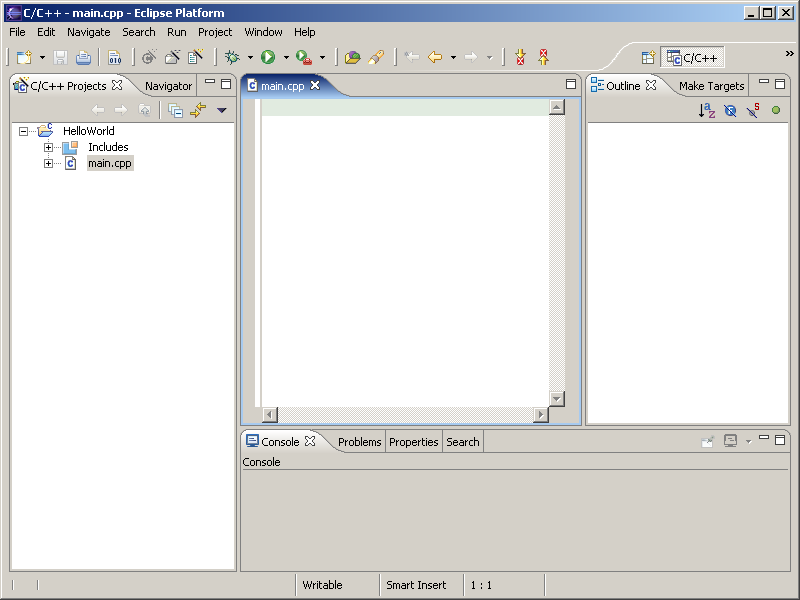 C/C++ - main.cpp - Eclipse Platform
File Edit Navigate Search Run Project Window Help
010 C/C++ »
C/C++ Projects Navigator main.cpp Outline Make Targets
HelloWorld
Includes
main.cpp
Console Problems Properties Search
Console
Writable Smart Insert 1 : 1